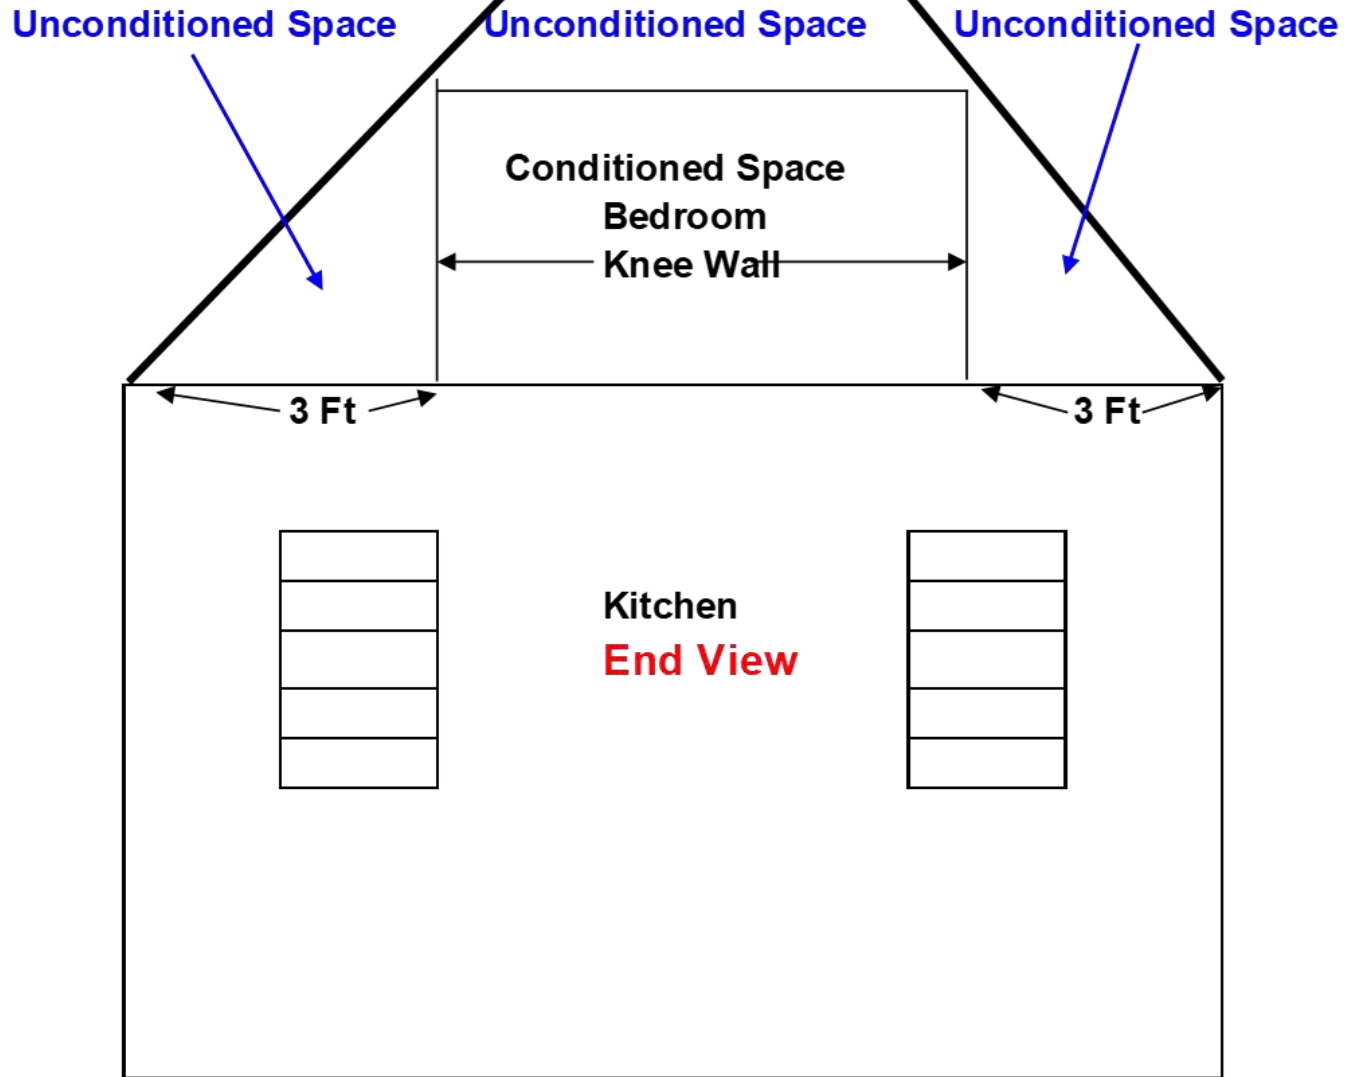 Unconditioned Space
Unconditioned Space
Unconditioned Space
Conditioned Space
Bedroom
Knee Wall
3 Ft
3 Ft
Kitchen
End View